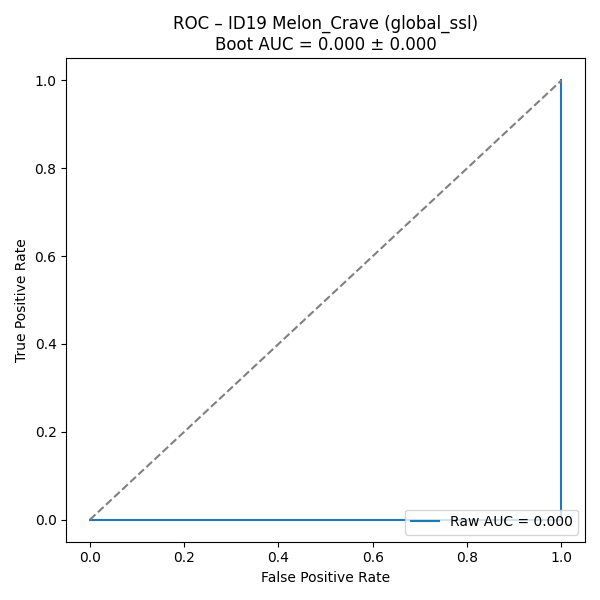 ROC – ID19 Melon_Crave (global_ssl)
Boot AUC = 0.000 ± 0.000
True Positive Rate
1.0
0.8
0.6
0.4
0.2
0.0
Raw AUC = 0.000
0.0 0.2 0.4 0.6 0.8 1.0
False Positive Rate